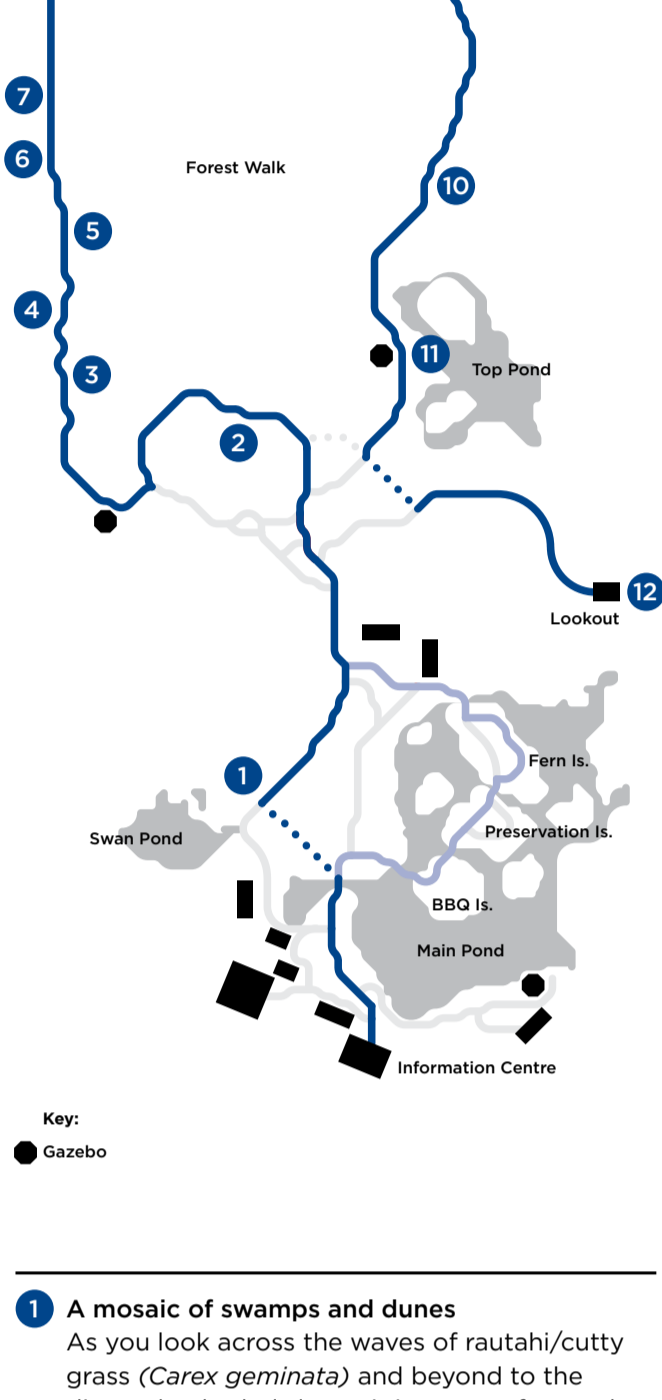 7
6
Forest Walk
10
5
4
11
3
Top Pond
2
12
Lookout
1
Fern Is.
Swan Pond
Preservation Is.
BBQ Is.
Main Pond
Information Centre
Key:
Gazebo
1 A mosaic of swamps and dunes
As you look across the waves of rautahi/cutty
grass (Carex geminata) and beyond to the